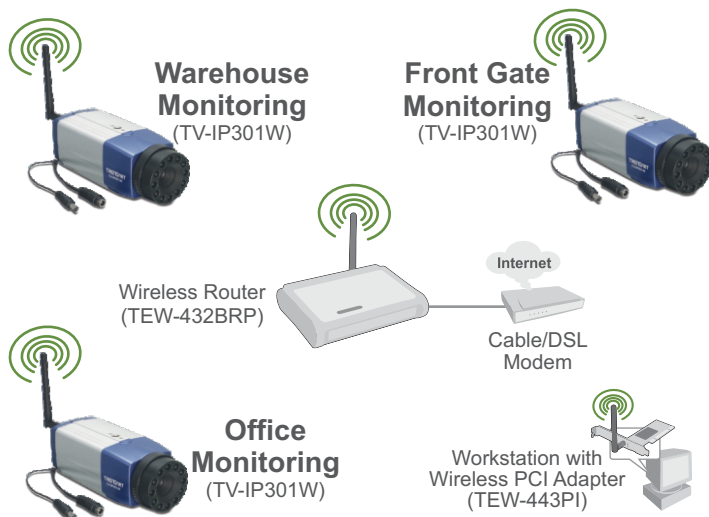 Warehouse
Monitoring
(TV-IP301W)
Front Gate
Monitoring
(TV-IP301W)
Internet
Wireless Router
(TEW-432BRP)
Cable/DSL
Modem
Office
Monitoring
(TV-IP301W)
Workstation with
Wireless PCI Adapter
(TEW-443PI)